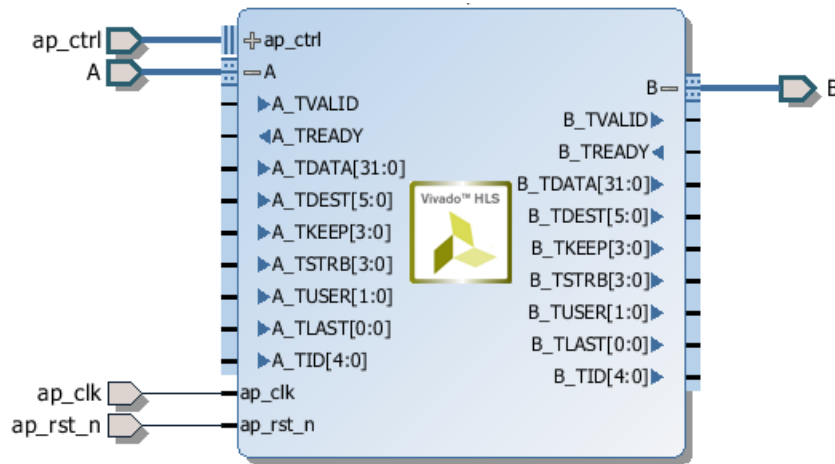 ap_ctrl
A
ap_clk
ap_rst_n
ap_ctrl
A
A_TVALID
A_TREADY
A_TDATA[31:0]
A_TDEST[5:0]
A_TKEEP[3:0]
A_TSTRB[3:0]
A_TUSER[1:0]
A_TLAST[0:0]
A_TID[4:0]
ap_clk
ap_rst_n
Vivado™ HLS
B
B_TVALID
B_TREADY
B_TDATA[31:0]
B_TDEST[5:0]
B_TKEEP[3:0]
B_TSTRB[3:0]
B_TUSER[1:0]
B_TLAST[0:0]
B_TID[4:0]
B